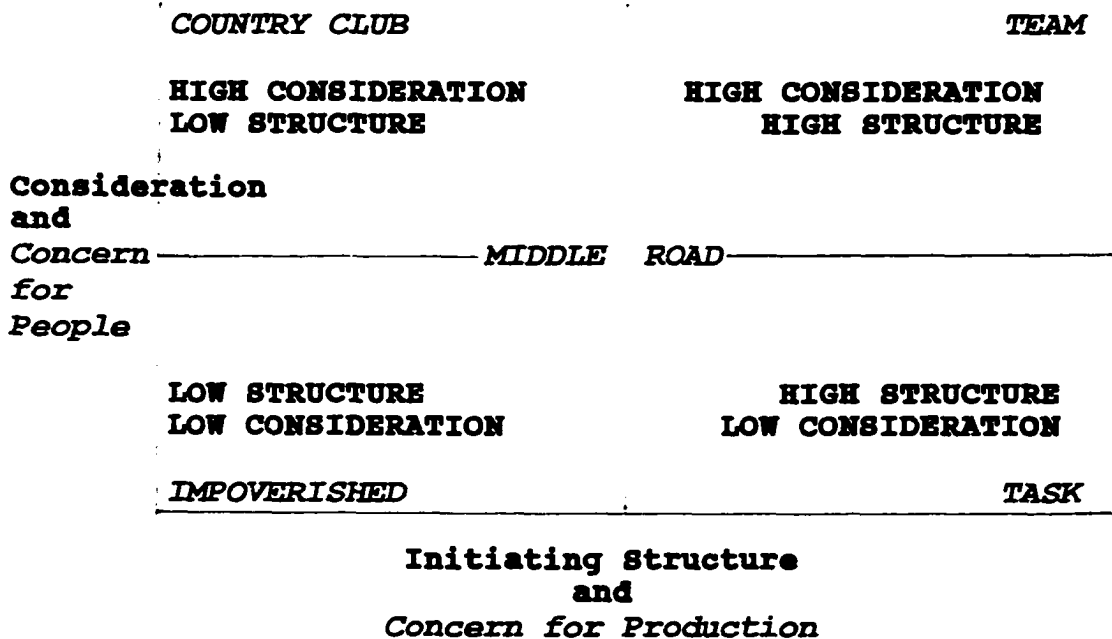 COUNTRY CLUB TEAM
HIGH CONSIDERATION HIGH CONSIDERATION
LOW STRUCTURE HIGH STRUCTURE
Consideration
and
Concern MIDDLE ROAD
for
People
LOW STRUCTURE HIGH STRUCTURE
LOW CONSIDERATION LOW CONSIDERATION
IMPOVERISHED TASK
Initiating Structure
and
Concern for Production